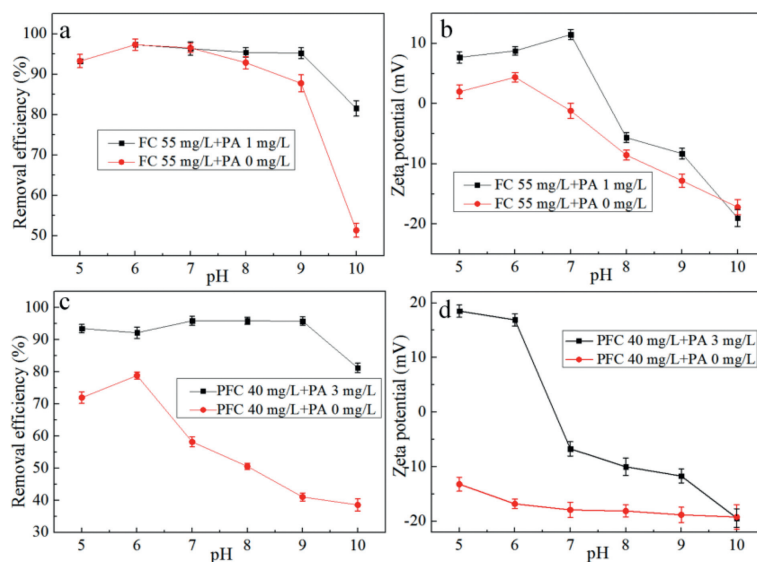 a
100
95
90
85
80
75
70
65
60
55
50
Removal efficiency (%)
FC 55 mg/L+PA 1 mg/L
FC 55 mg/L+PA 0 mg/L
5 6 7 8 9 10
pH
b
10
0
-10
-20
Zeta potential (mV)
FC 55 mg/L+PA 1 mg/L
FC 55 mg/L+PA 0 mg/L
5 6 7 8 9 10
pH
c
100
90
80
70
60
50
40
30
Removal efficiency (%)
PFC 40 mg/L+PA 3 mg/L
PFC 40 mg/L+PA 0 mg/L
5 6 7 8 9 10
pH
d
20
10
0
-10
-20
Zeta potential (mV)
PFC 40 mg/L+PA 3 mg/L
PFC 40 mg/L+PA 0 mg/L
5 6 7 8 9 10
pH